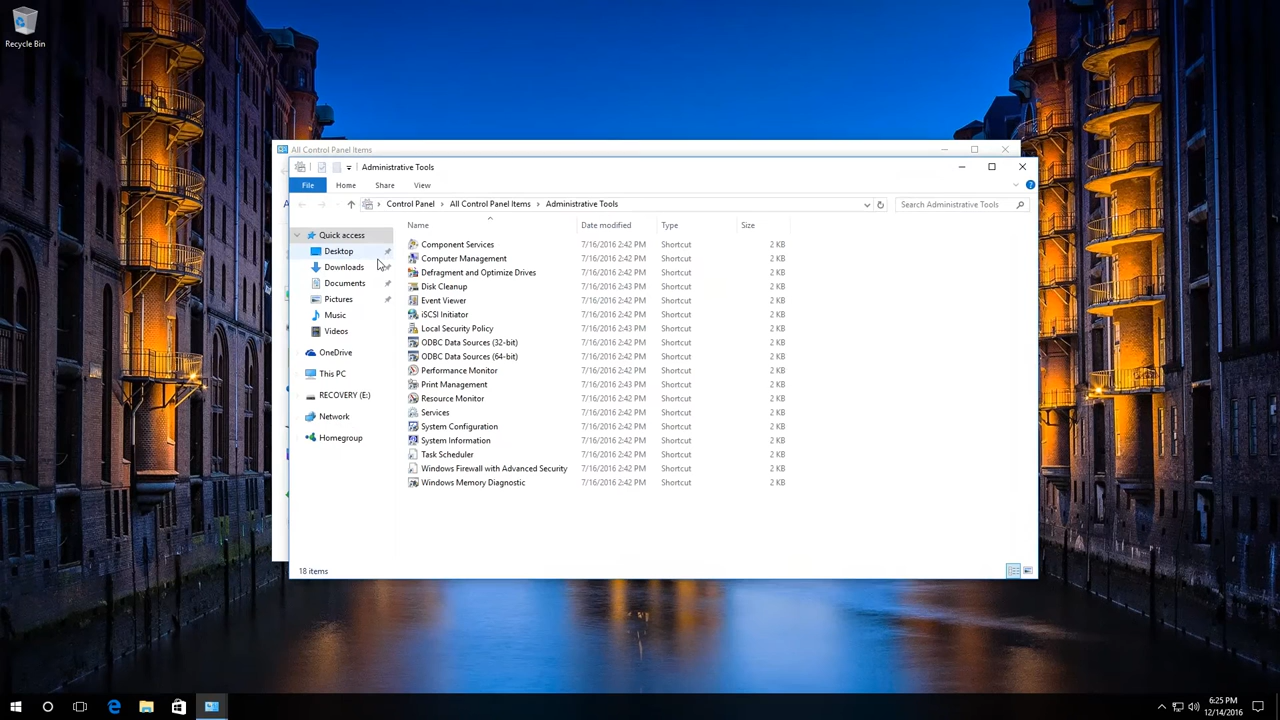 Recycle Bin
All Control Panel Items
Administrative Tools
File Home Share View
Control Panel All Control Panel Items Administrative Tools
Search Administrative Tools
Name Date modified Type Size
Quick access
Desktop
Downloads
Documents
Pictures
Music
Videos
OneDrive
This PC
RECOVERY (E:)
Network
Homegroup
Component Services 7/16/2016 2:42 PM Shortcut 2 KB
Computer Management 7/16/2016 2:42 PM Shortcut 2 KB
Defragment and Optimize Drives 7/16/2016 2:42 PM Shortcut 2 KB
Disk Cleanup 7/16/2016 2:43 PM Shortcut 2 KB
Event Viewer 7/16/2016 2:42 PM Shortcut 2 KB
iSCSI Initiator 7/16/2016 2:42 PM Shortcut 2 KB
Local Security Policy 7/16/2016 2:43 PM Shortcut 2 KB
ODBC Data Sources (32-bit) 7/16/2016 2:42 PM Shortcut 2 KB
ODBC Data Sources (64-bit) 7/16/2016 2:42 PM Shortcut 2 KB
Performance Monitor 7/16/2016 2:42 PM Shortcut 2 KB
Print Management 7/16/2016 2:43 PM Shortcut 2 KB
Resource Monitor 7/16/2016 2:42 PM Shortcut 2 KB
Services 7/16/2016 2:42 PM Shortcut 2 KB
System Configuration 7/16/2016 2:42 PM Shortcut 2 KB
System Information 7/16/2016 2:42 PM Shortcut 2 KB
Task Scheduler 7/16/2016 2:42 PM Shortcut 2 KB
Windows Firewall with Advanced Security 7/16/2016 2:42 PM Shortcut 2 KB
Windows Memory Diagnostic 7/16/2016 2:42 PM Shortcut 2 KB
18 items
6:25 PM
12/14/2016